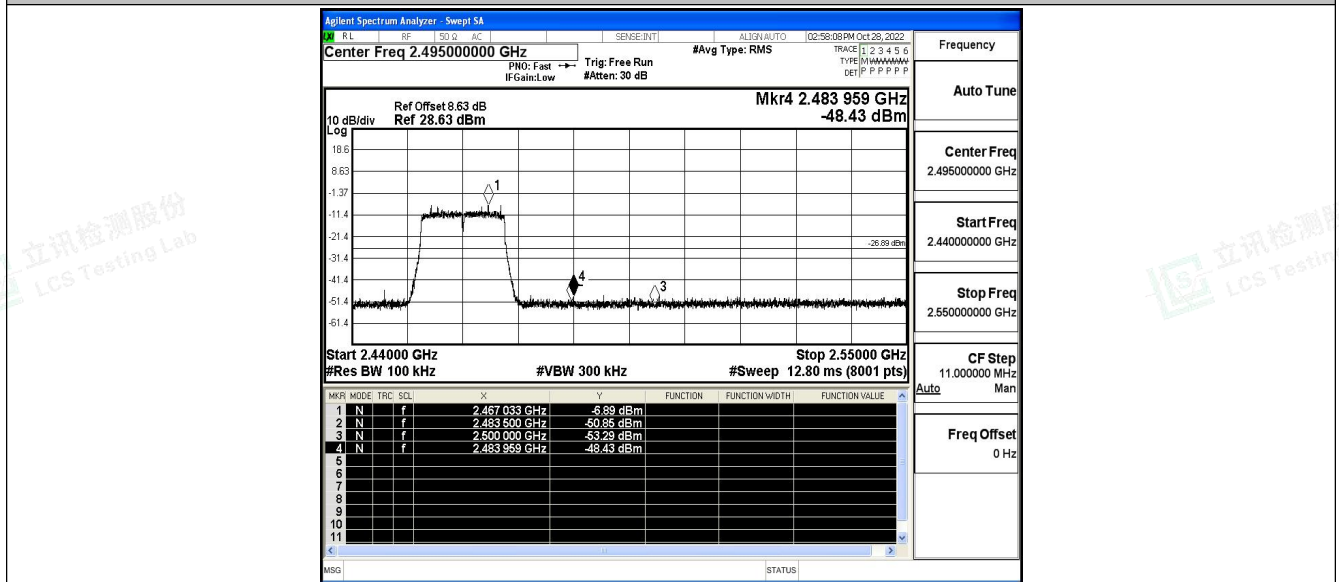 Agilent Spectrum Analyzer - Swept SA
RL RF 50 Ω AC SENSE:INT ALIGN AUTO 02:58:08 PM Oct 28, 2022
Center Freq 2.495000000 GHz
PNO: Fast
IFGain:Low
Trig: Free Run
#Atten: 30 dB
#Avg Type: RMS
TRACE 1 2 3 4 5 6
TYPE M WWWWW
DET P P P P P P
Ref Offset 8.63 dB
10 dB/div Ref 28.63 dBm
Log
Mkr4 2.483 959 GHz
-48.43 dBm
18.6
8.63
-1.37
-11.4
-21.4
-31.4
-41.4
-51.4
-61.4
1
4
3
-26.89 dBm
Start 2.44000 GHz Stop 2.55000 GHz
#Res BW 100 kHz #VBW 300 kHz #Sweep 12.80 ms (8001 pts)
MKR MODE TRC SCL X Y FUNCTION FUNCTION WIDTH FUNCTION VALUE
1 N f 2.467 033 GHz -6.89 dBm
2 N f 2.483 500 GHz -50.85 dBm
3 N f 2.500 000 GHz -53.29 dBm
4 N f 2.483 959 GHz -48.43 dBm
5
6
7
8
9
10
11
MSG STATUS
Frequency
Auto Tune
Center Freq
2.495000000 GHz
Start Freq
2.440000000 GHz
Stop Freq
2.550000000 GHz
CF Step
11.000000 MHz
Auto Man
Freq Offset
0 Hz
立讯检测股份
LCS Testing Lab
立讯检测股
LCS Testin